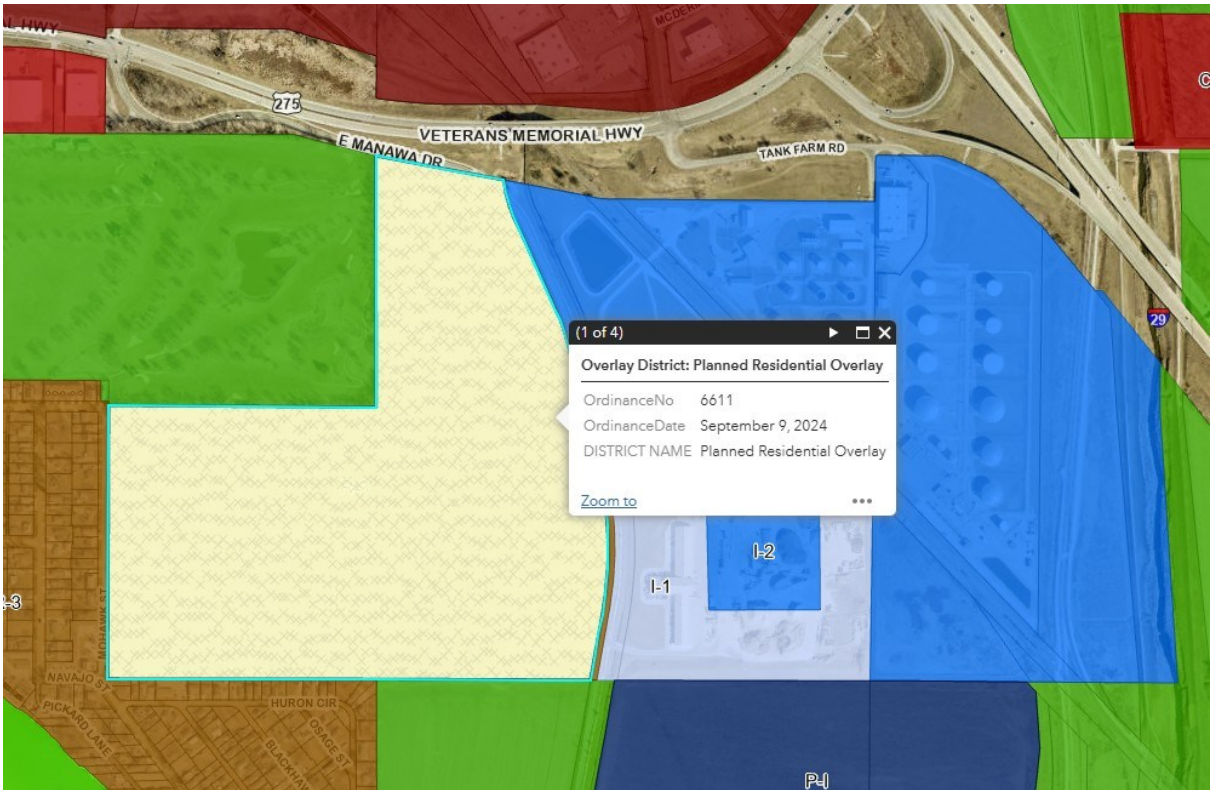 275
VETERANS MEMORIAL HWY
E MANAWA DR
TANK FARM RD
29
(1 of 4)
Overlay District: Planned Residential Overlay
OrdinanceNo 6611
OrdinanceDate September 9, 2024
DISTRICT NAME Planned Residential Overlay
Zoom to
I-2
I-1
MOHAWK ST
NAVAJO ST
HURON CIR
PICKARD LANE
OSAGE ST
P-I